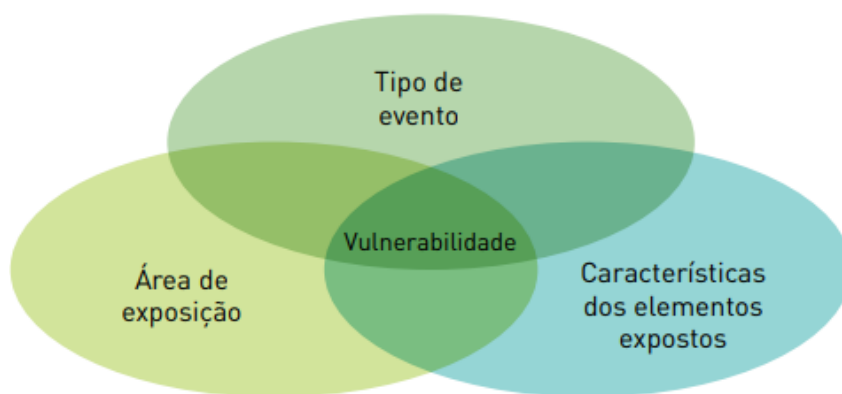 Tipo de
evento
Vulnerabilidade
Área de
exposição
Características
dos elementos
expostos